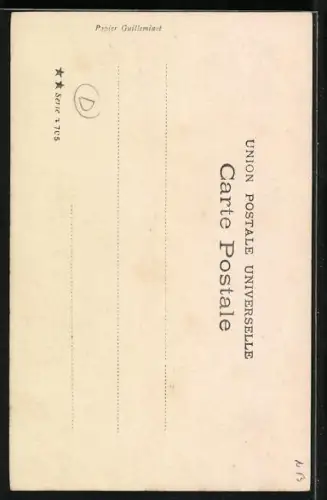 UNION POSTALE UNIVERSELLE
Carte Postale
D
★★ Serie
Papier Guilleminot